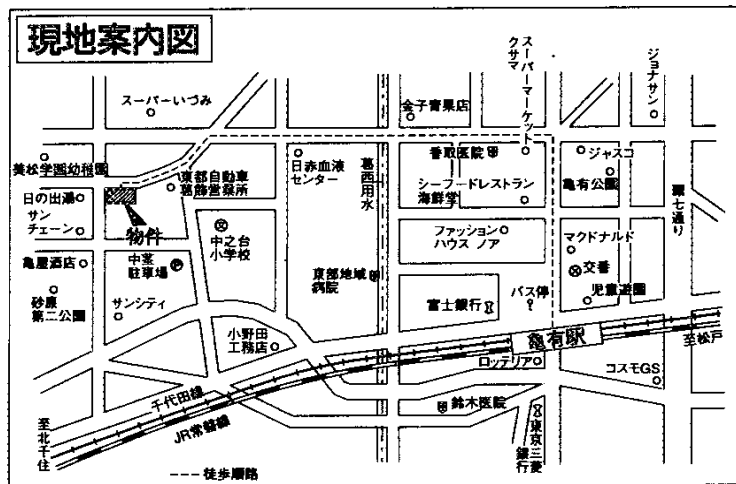 現地案内図
スーパーいづみ
金子青果店
スーパーマーケット
クサマ
ジョナサン
美松学園幼稚園
東部自動車
葛飾営業所
日赤血液
センター
葛西用水
香取医院
ジャスコ
亀有公園
シーフードレストラン
海鮮堂
環七通り
日の出湯
サン
チェーン
物件
中之台
小学校
ファッション
ハウス ノア
マクドナルド
交番
亀屋酒店
中茎
駐車場
東部地域
病院
富士銀行
バス停
児童遊園
砂原
第二公園
サンシティ
小野田
工務店
亀有駅
至松戸
ロッテリア
コスモGS
千代田線
JR常磐線
鈴木医院
東京三菱
銀行
至北千住
----徒歩順路